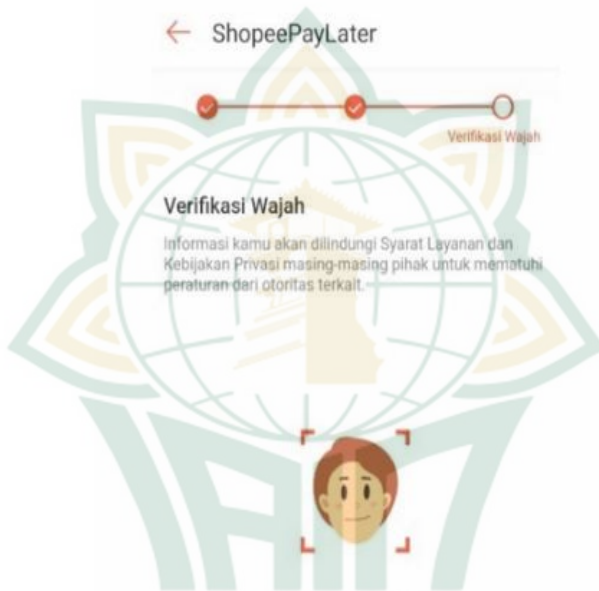 ShopeePayLater
Verifikasi Wajah
Verifikasi Wajah
Informasi kamu akan dilindungi Syarat Layanan dan
Kebijakan Privasi masing-masing pihak untuk mematuhi
peraturan dari otoritas terkait.